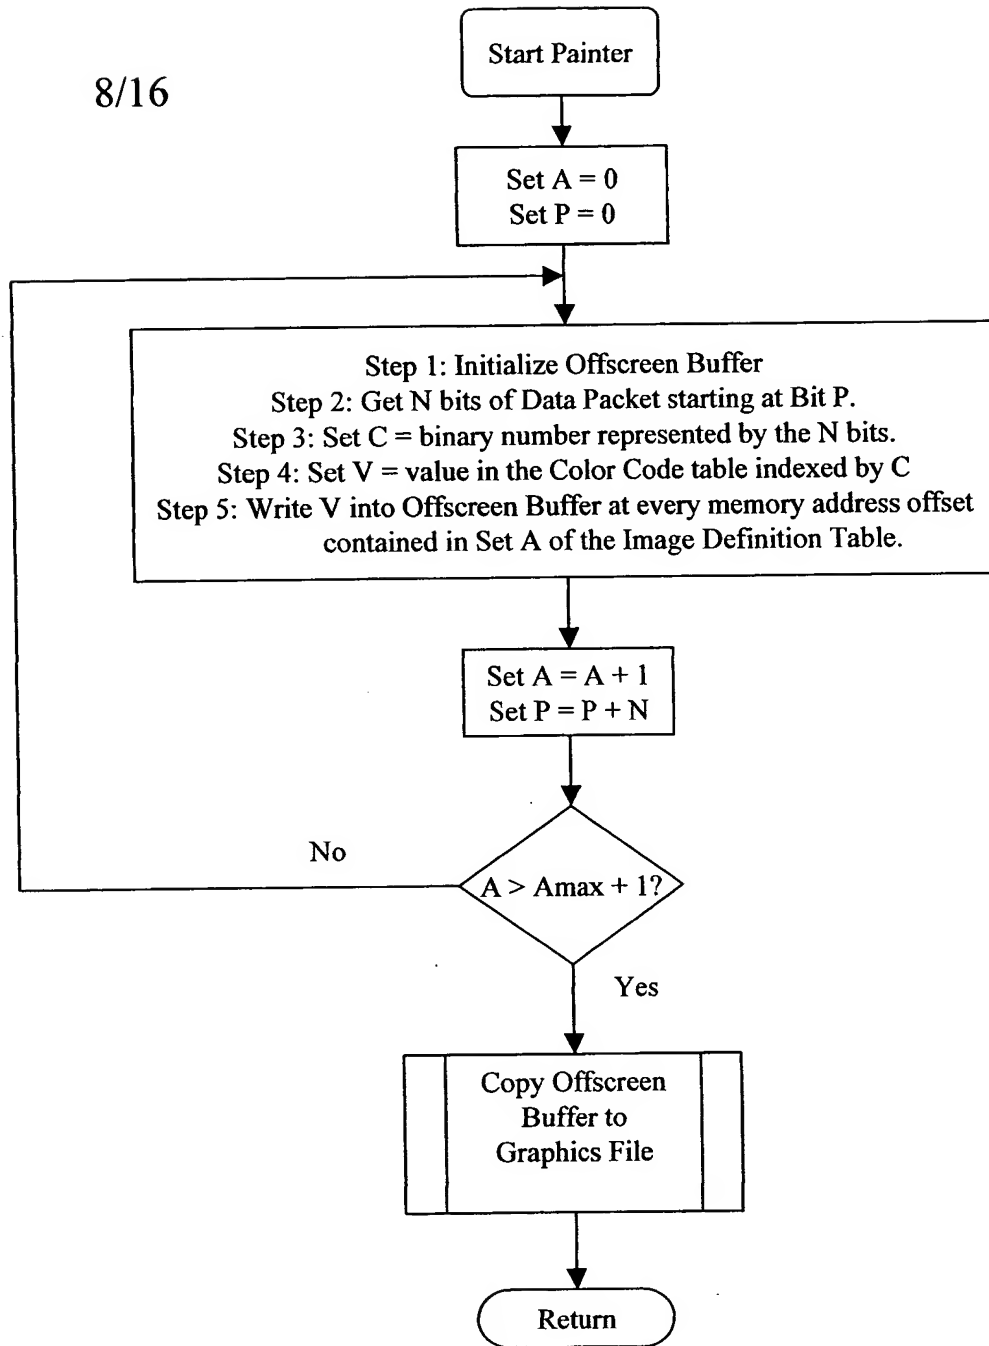 8/16
Start Painter
Set A = 0
Set P = 0
Step 1: Initialize Offscreen Buffer
Step 2: Get N bits of Data Packet starting at Bit P.
Step 3: Set C = binary number represented by the N bits.
Step 4: Set V = value in the Color Code table indexed by C
Step 5: Write V into Offscreen Buffer at every memory address offset
contained in Set A of the Image Definition Table.
Set A = A + 1
Set P = P + N
A > Amax + 1?
No
Yes
Copy Offscreen
Buffer to
Graphics File
Return